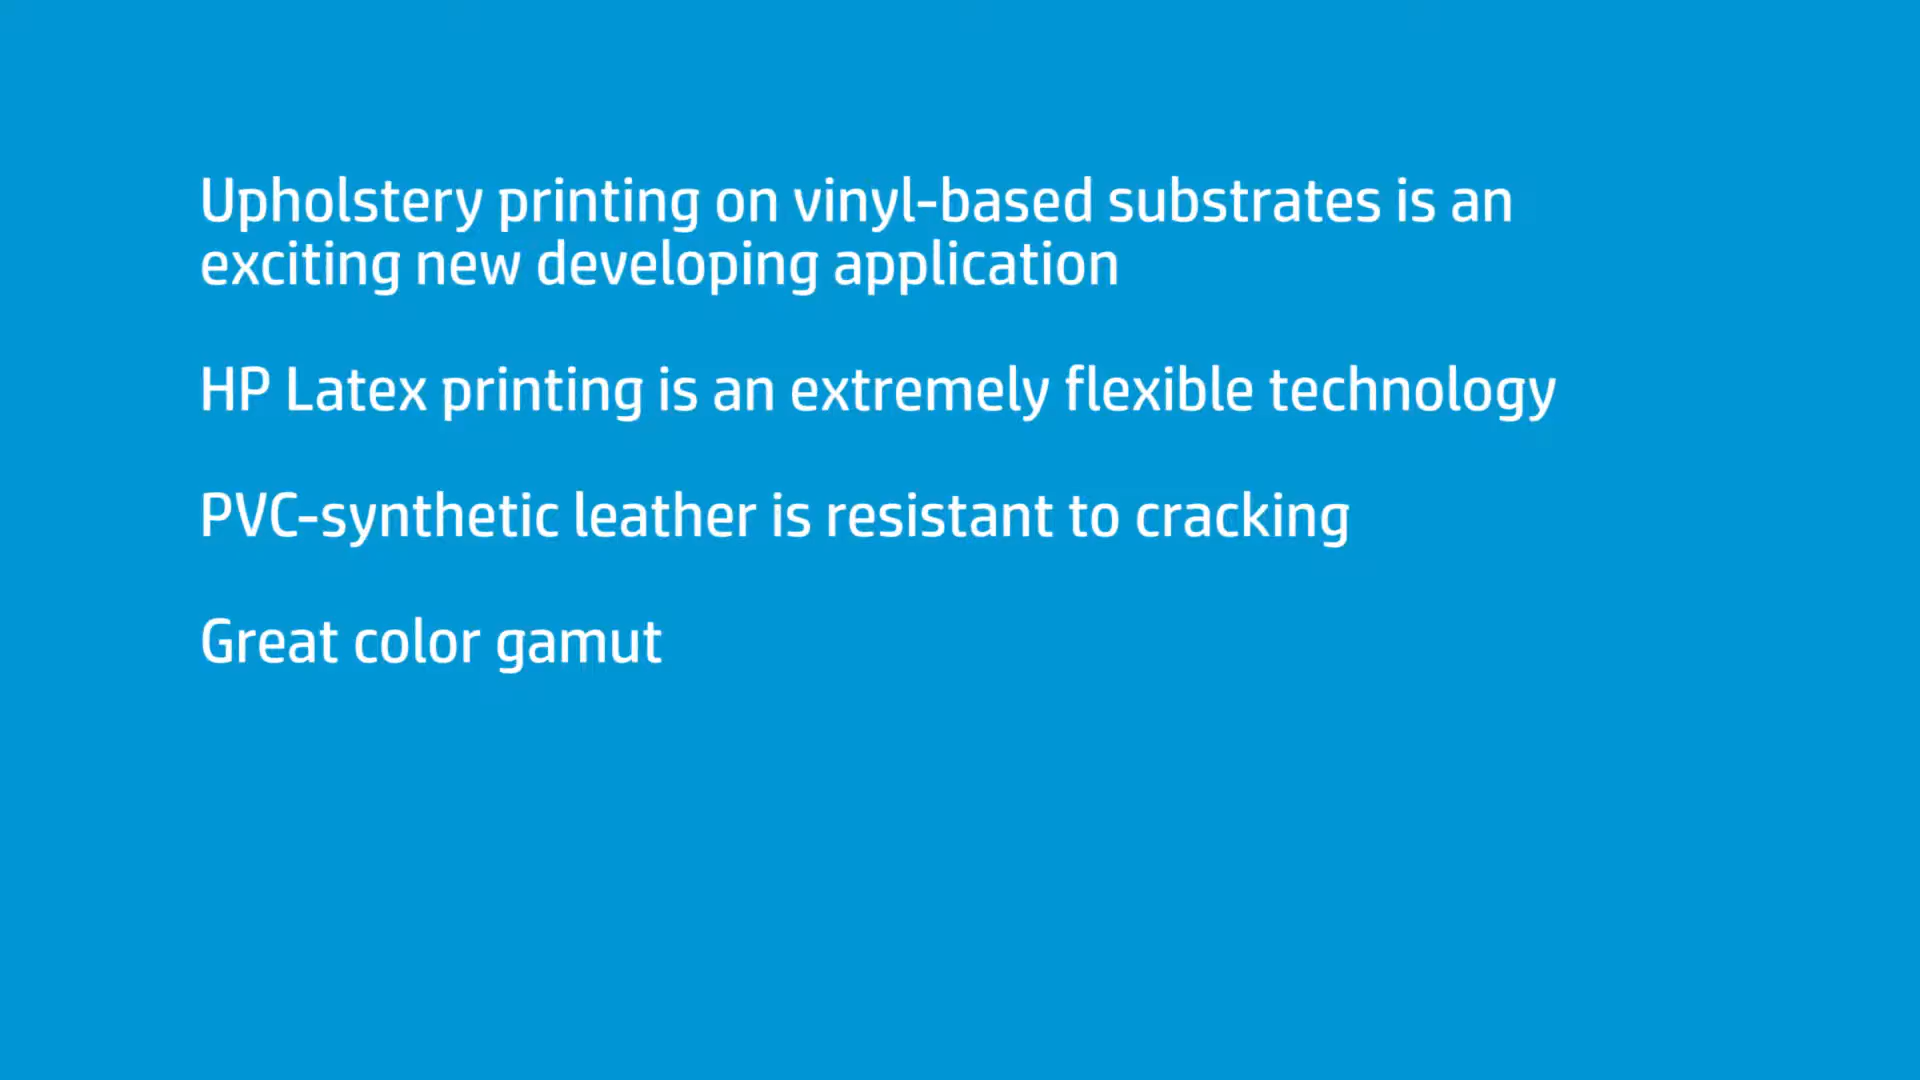 Upholstery printing on vinyl-based substrates is an
exciting new developing application
HP Latex printing is an extremely flexible technology
PVC-synthetic leather is resistant to cracking
Great color gamut